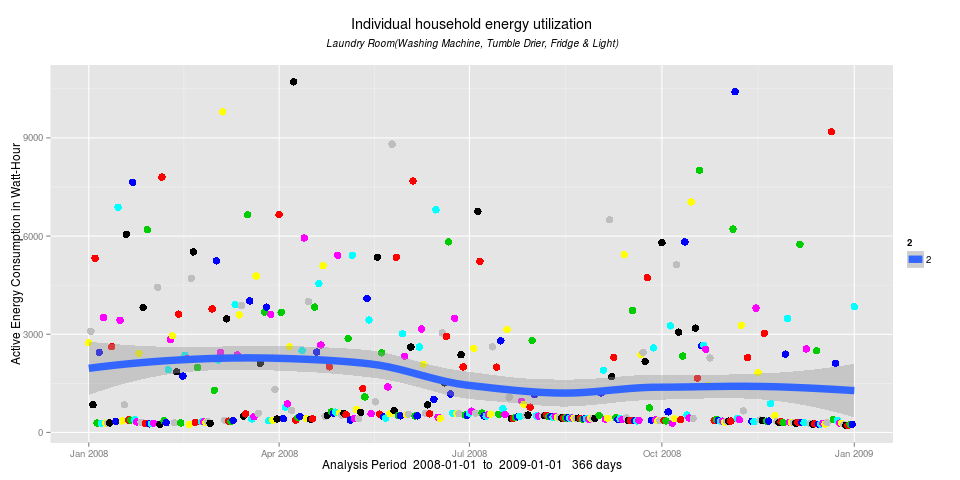 Individual household energy utilization
Laundry Room(Washing Machine, Tumble Drier, Fridge & Light)
Active Energy Consumption in Watt-Hour
9000
6000
3000
0
Jan 2008
Apr 2008
Jul 2008
Oct 2008
Jan 2009
Analysis Period 2008-01-01 to 2009-01-01 366 days
2
2